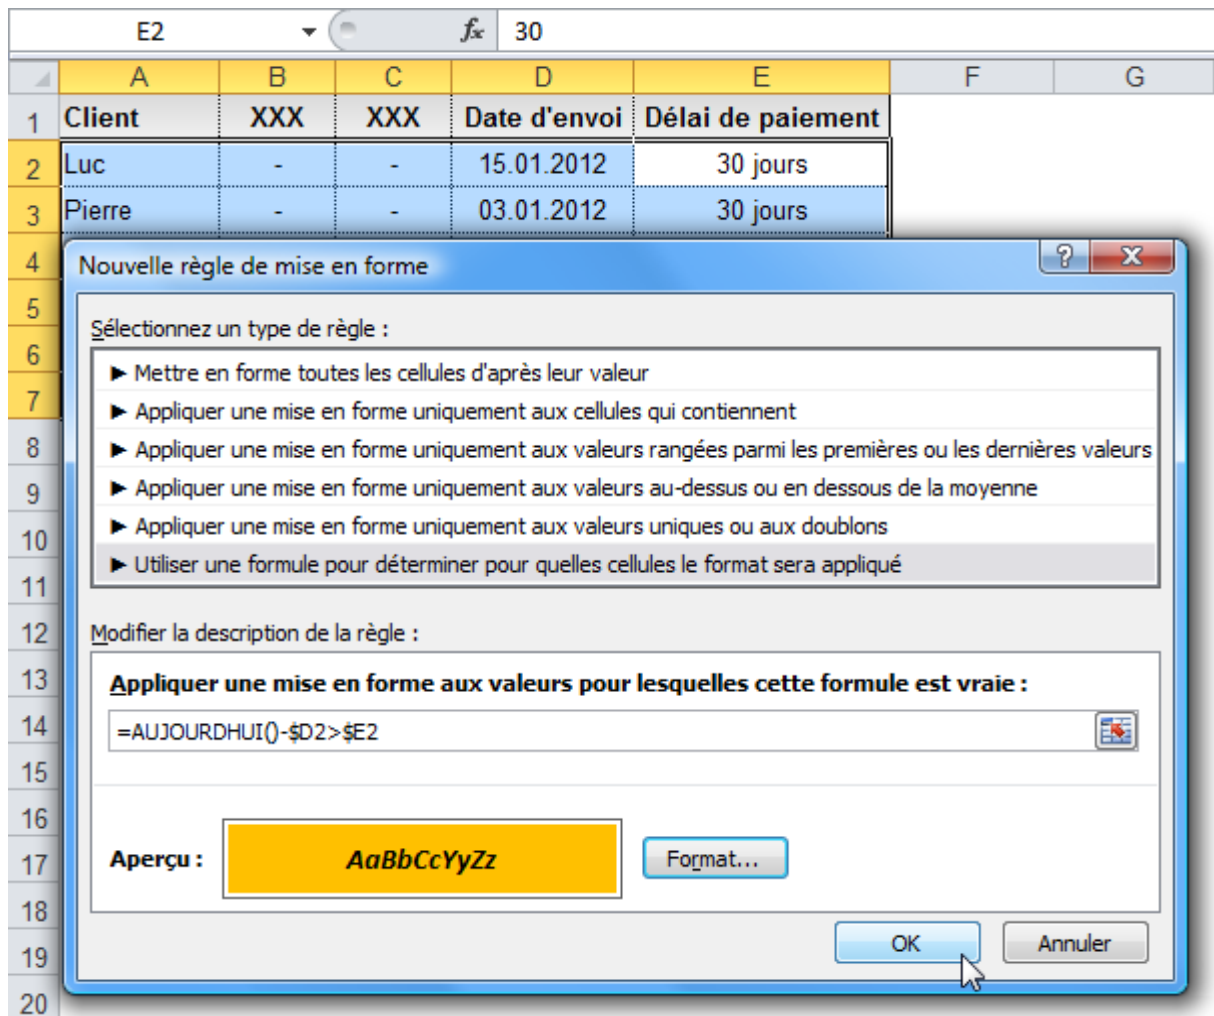 E2 fx 30
A B C D E F G
1 Client XXX XXX Date d'envoi Délai de paiement
2 Luc - - 15.01.2012 30 jours
3 Pierre - - 03.01.2012 30 jours
4 Nouvelle règle de mise en forme ? X
5 Sélectionnez un type de règle :
6 ► Mettre en forme toutes les cellules d'après leur valeur
7 ► Appliquer une mise en forme uniquement aux cellules qui contiennent
8 ► Appliquer une mise en forme uniquement aux valeurs rangées parmi les premières ou les dernières valeurs
9 ► Appliquer une mise en forme uniquement aux valeurs au-dessus ou en dessous de la moyenne
10 ► Appliquer une mise en forme uniquement aux valeurs uniques ou aux doublons
11 ► Utiliser une formule pour déterminer pour quelles cellules le format sera appliqué
12 Modifier la description de la règle :
13 Appliquer une mise en forme aux valeurs pour lesquelles cette formule est vraie :
14 =AUJOURDHUI()-$D2>$E2
15
16
17 Aperçu : AaBbCcYyZz Format...
18
19 OK Annuler
20